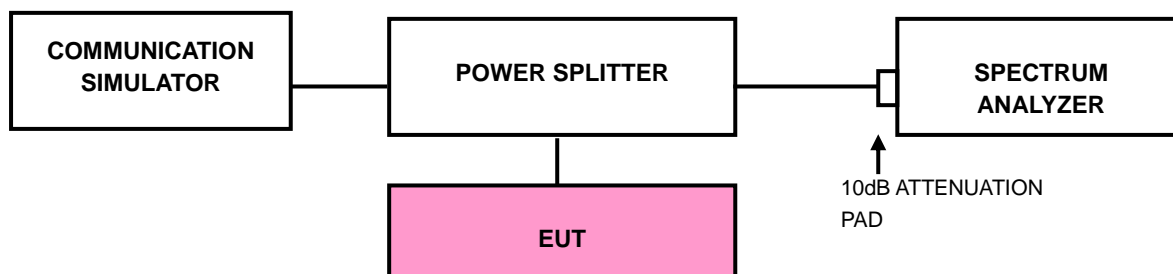 COMMUNICATION
SIMULATOR
POWER SPLITTER
SPECTRUM
ANALYZER
10dB ATTENUATION
PAD
EUT